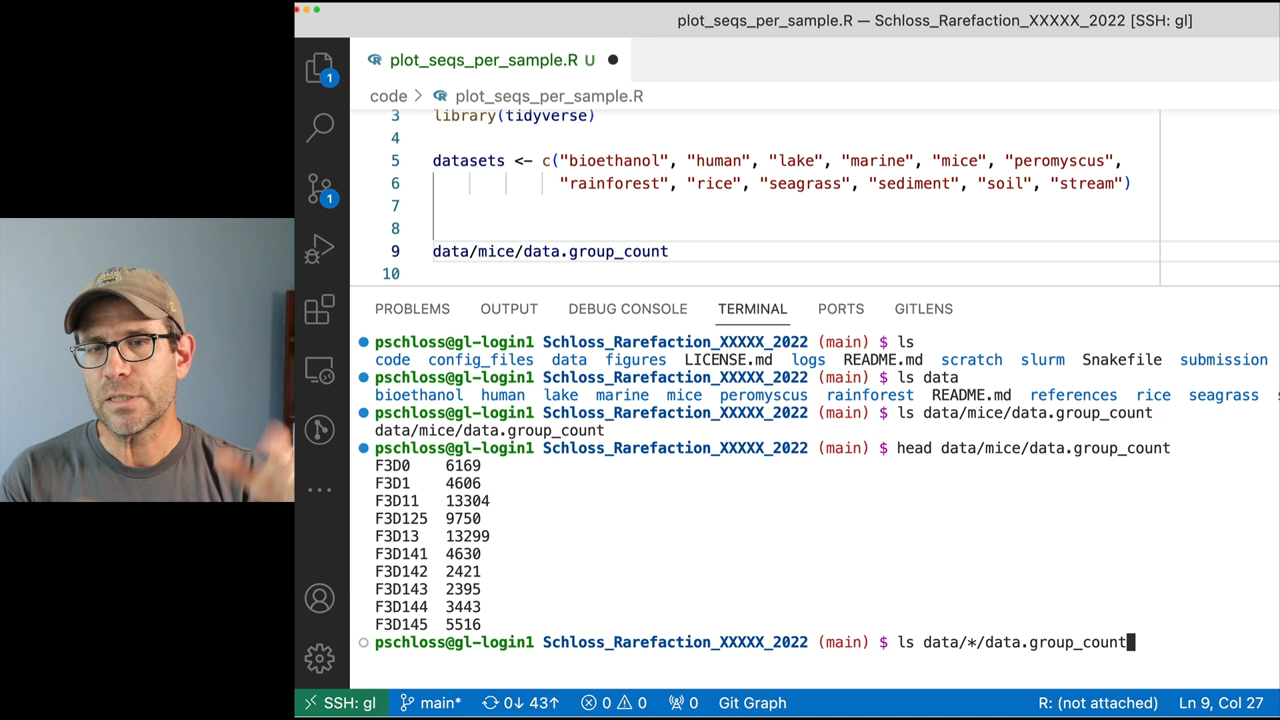 plot_seqs_per_sample.R — Schloss_Rarefaction_XXXXX_2022 [SSH: gl]
plot_seqs_per_sample.R U
code > plot_seqs_per_sample.R
1
3 library(tidyverse)
4
5 datasets <- c("bioethanol", "human", "lake", "marine", "mice", "peromyscus",
6 "rainforest", "rice", "seagrass", "sediment", "soil", "stream")
7
1
8
9 data/mice/data.group_count
10
PROBLEMS OUTPUT DEBUG CONSOLE TERMINAL PORTS GITLENS
pschloss@gl-login1 Schloss_Rarefaction_XXXXX_2022 (main) $ ls
code config_files data figures LICENSE.md logs README.md scratch slurm Snakefile submission
pschloss@gl-login1 Schloss_Rarefaction_XXXXX_2022 (main) $ ls data
bioethanol human lake marine mice peromyscus rainforest README.md references rice seagrass s
pschloss@gl-login1 Schloss_Rarefaction_XXXXX_2022 (main) $ ls data/mice/data.group_count
data/mice/data.group_count
pschloss@gl-login1 Schloss_Rarefaction_XXXXX_2022 (main) $ head data/mice/data.group_count
F3D0 6169
F3D1 4606
F3D11 13304
F3D125 9750
F3D13 13299
F3D141 4630
F3D142 2421
F3D143 2395
F3D144 3443
F3D145 5516
pschloss@gl-login1 Schloss_Rarefaction_XXXXX_2022 (main) $ ls data/*/data.group_count
SSH: gl main* 0↓ 43↑ 0 0 0 Git Graph R: (not attached) Ln 9, Col 27